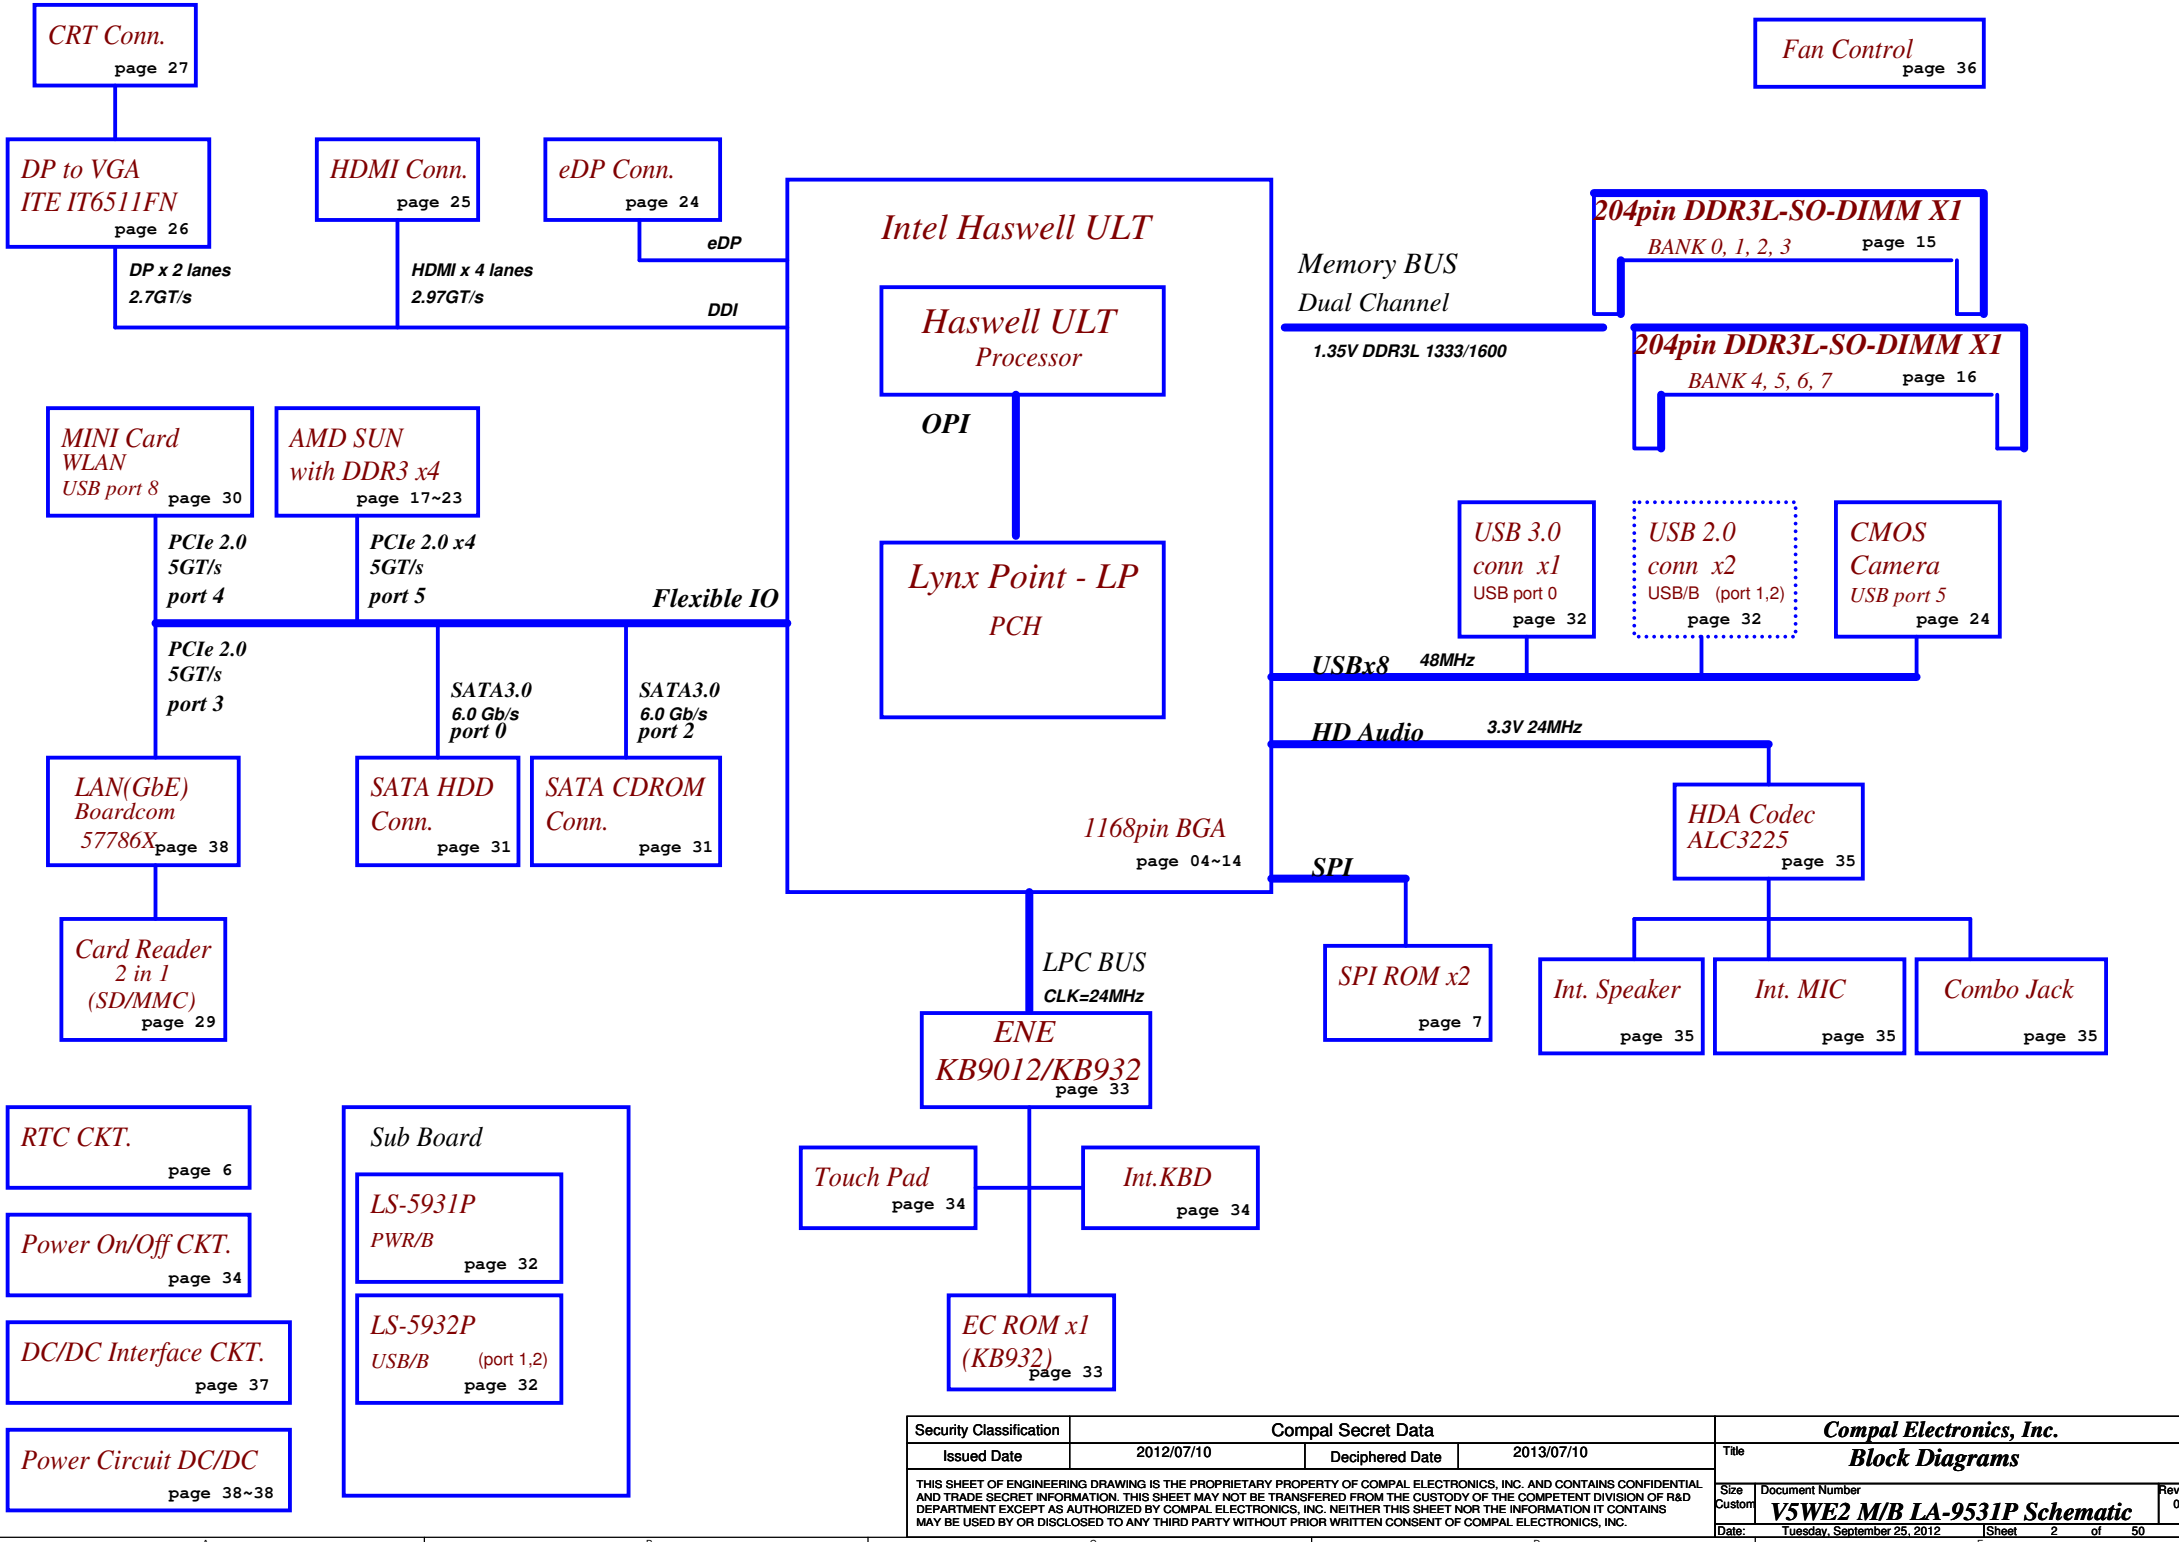 CRT Conn.
page 27
Fan Control
page 36
DP to VGA
ITE IT6511FN
page 26
HDMI Conn.
page 25
eDP Conn.
page 24
DP x 2 lanes
2.7GT/s
HDMI x 4 lanes
2.97GT/s
eDP
DDI
Intel Haswell ULT
Haswell ULT
Processor
OPI
Lynx Point - LP
PCH
1168pin BGA
page 04~14
Memory BUS
Dual Channel
1.35V DDR3L 1333/1600
204pin DDR3L-SO-DIMM X1
BANK 0, 1, 2, 3
page 15
204pin DDR3L-SO-DIMM X1
BANK 4, 5, 6, 7
page 16
MINI Card
WLAN
USB port 8
page 30
AMD SUN
with DDR3 x4
page 17~23
PCIe 2.0
5GT/s
port 4
PCIe 2.0 x4
5GT/s
port 5
Flexible IO
PCIe 2.0
5GT/s
port 3
SATA3.0
6.0 Gb/s
port 0
SATA3.0
6.0 Gb/s
port 2
USB 3.0
conn x1
USB port 0
page 32
USB 2.0
conn x2
USB/B (port 1,2)
page 32
CMOS
Camera
USB port 5
page 24
USBx8
48MHz
HD Audio
3.3V 24MHz
LAN(GbE)
Boardcom
57786X
page 38
SATA HDD
Conn.
page 31
SATA CDROM
Conn.
page 31
HDA Codec
ALC3225
page 35
SPI
Card Reader
2 in 1
(SD/MMC)
page 29
LPC BUS
CLK=24MHz
SPI ROM x2
page 7
Int. Speaker
page 35
Int. MIC
page 35
Combo Jack
page 35
ENE
KB9012/KB932
page 33
Touch Pad
page 34
Int.KBD
page 34
EC ROM x1
(KB932)
page 33
RTC CKT.
page 6
Power On/Off CKT.
page 34
DC/DC Interface CKT.
page 37
Power Circuit DC/DC
page 38~38
Sub Board
LS-5931P
PWR/B
page 32
LS-5932P
USB/B (port 1,2)
page 32
Security Classification
Compal Secret Data
Issued Date
2012/07/10
Deciphered Date
2013/07/10
THIS SHEET OF ENGINEERING DRAWING IS THE PROPRIETARY PROPERTY OF COMPAL ELECTRONICS, INC. AND CONTAINS CONFIDENTIAL
AND TRADE SECRET INFORMATION. THIS SHEET MAY NOT BE TRANSFERED FROM THE CUSTODY OF THE COMPETENT DIVISION OF R&D
DEPARTMENT EXCEPT AS AUTHORIZED BY COMPAL ELECTRONICS, INC. NEITHER THIS SHEET NOR THE INFORMATION IT CONTAINS
MAY BE USED BY OR DISCLOSED TO ANY THIRD PARTY WITHOUT PRIOR WRITTEN CONSENT OF COMPAL ELECTRONICS, INC.
Compal Electronics, Inc.
Title
Block Diagrams
Size
Custom
Document Number
V5WE2 M/B LA-9531P Schematic
Rev
Date:
Tuesday, September 25, 2012
Sheet 2 of 50